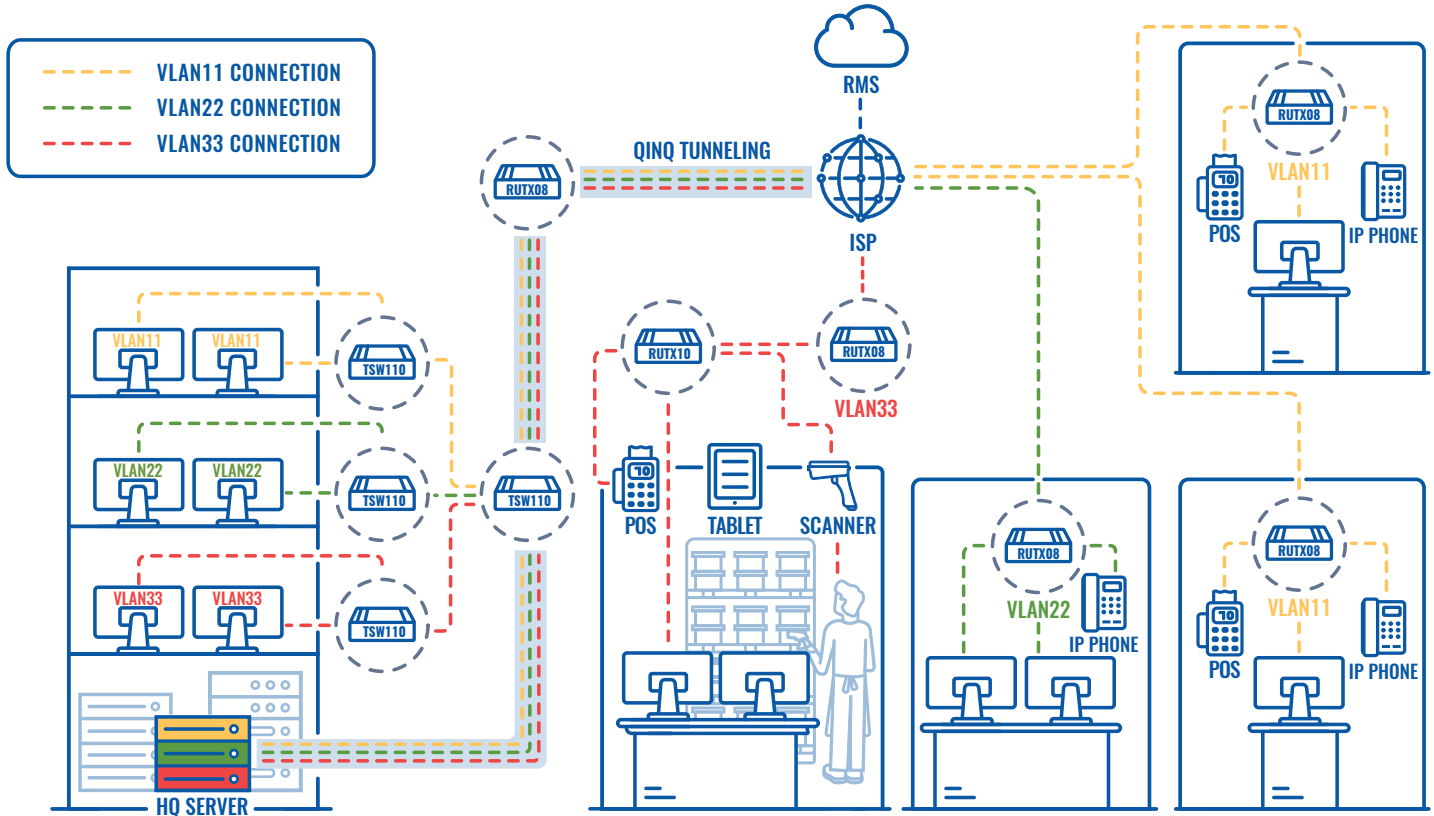 VLAN11 CONNECTION
VLAN22 CONNECTION
VLAN33 CONNECTION
RMS
QINQ TUNNELING
RUTX08
ISP
RUTX08
VLAN11
POS
IP PHONE
VLAN11
VLAN11
TSW110
VLAN22
VLAN22
TSW110
TSW110
VLAN33
VLAN33
TSW110
HQ SERVER
RUTX10
RUTX08
VLAN33
POS
TABLET
SCANNER
RUTX08
VLAN22
IP PHONE
RUTX08
VLAN11
POS
IP PHONE